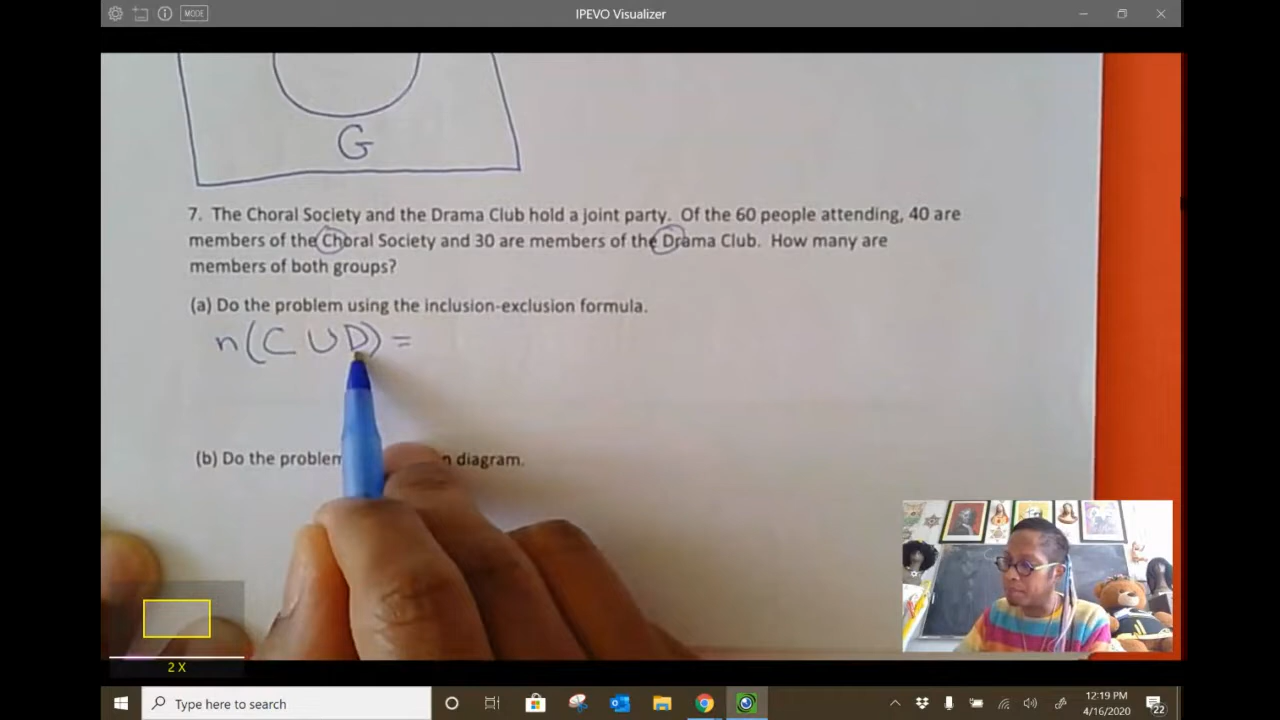 MODE
IPEVO Visualizer
G
7. The Choral Society and the Drama Club hold a joint party. Of the 60 people attending, 40 are
members of the Choral Society and 30 are members of the Drama Club. How many are
members of both groups?
(a) Do the problem using the inclusion-exclusion formula.
n(C ∪ D) =
(b) Do the problem n diagram.
2 X
Type here to search
12:19 PM
4/16/2020
22